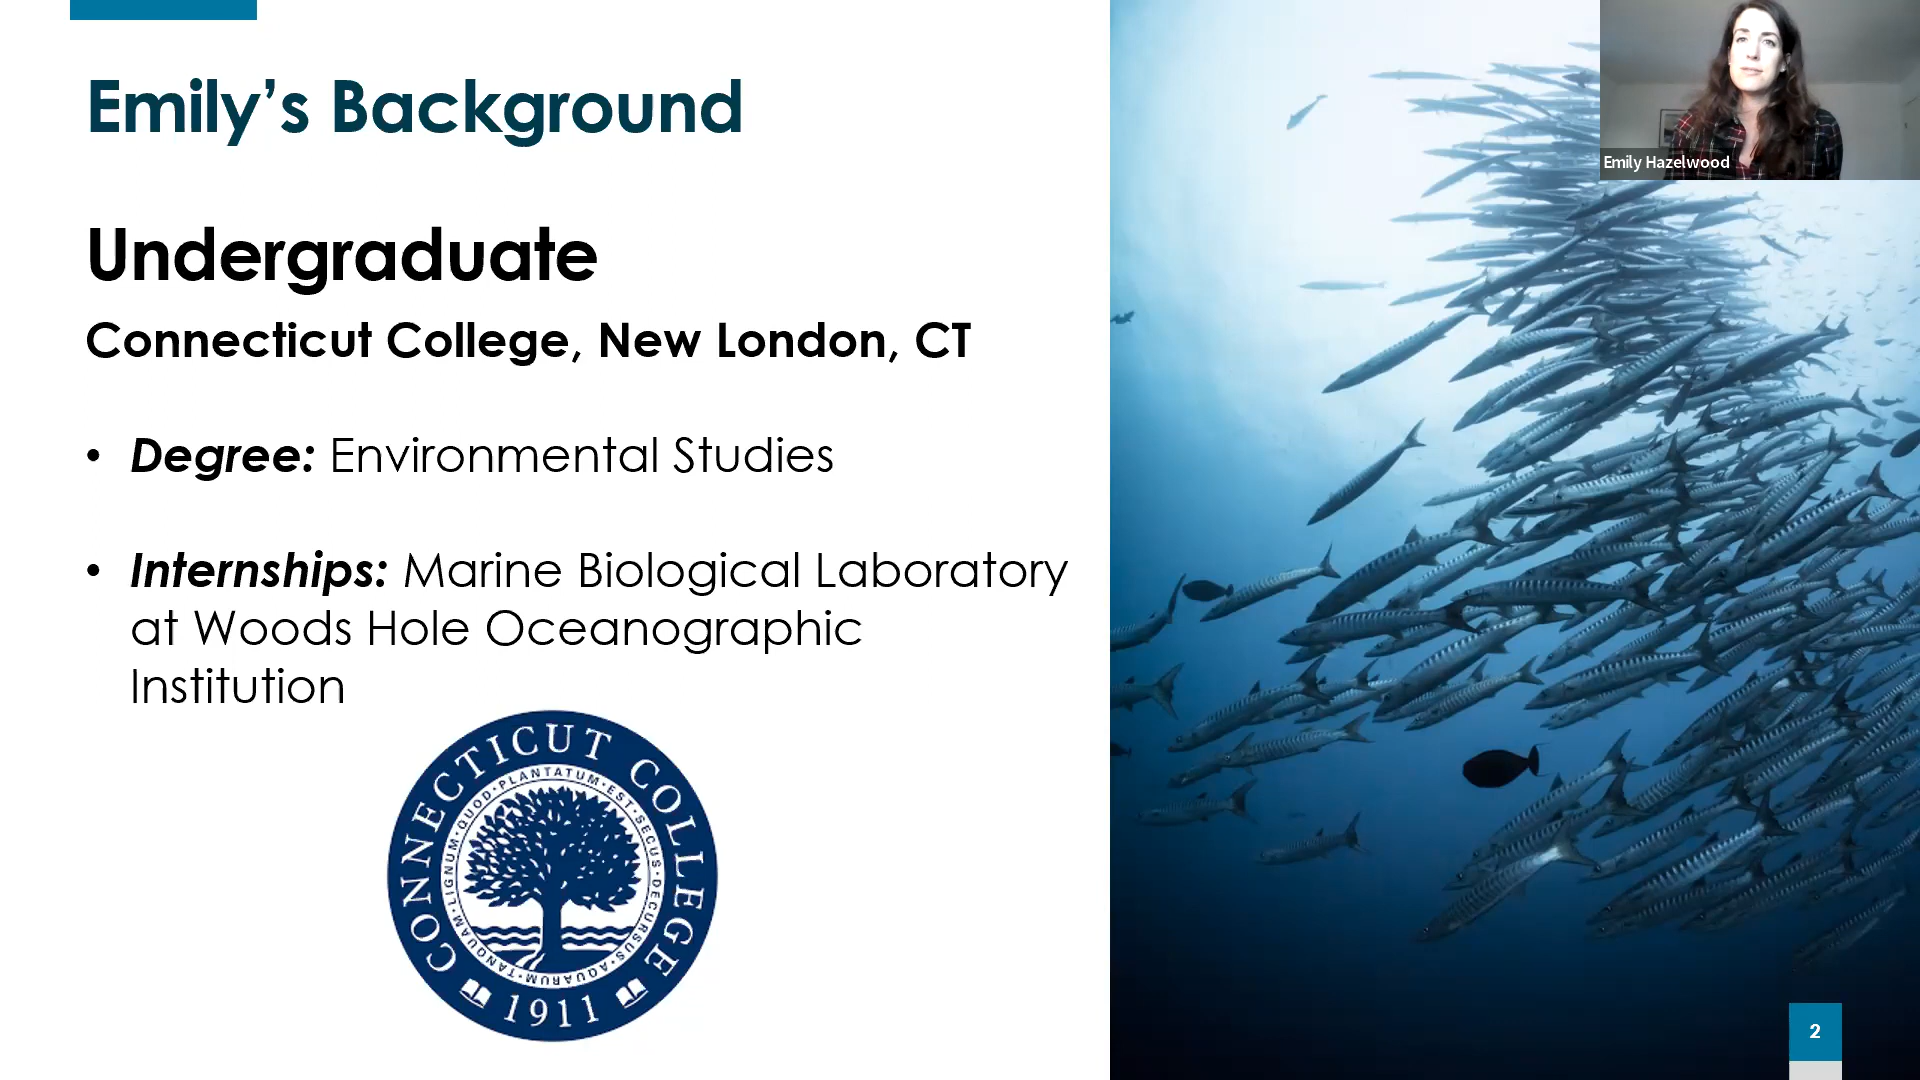 Emily’s Background
Emily Hazelwood
Undergraduate
Connecticut College, New London, CT
• Degree: Environmental Studies
• Internships: Marine Biological Laboratory
at Woods Hole Oceanographic
Institution
CONNECTICUT COLLEGE
TANQUAM·LIGNUM·QUOD·PLANTATUM·EST·SECUS·DECURSUS·AQUARUM
1911
2